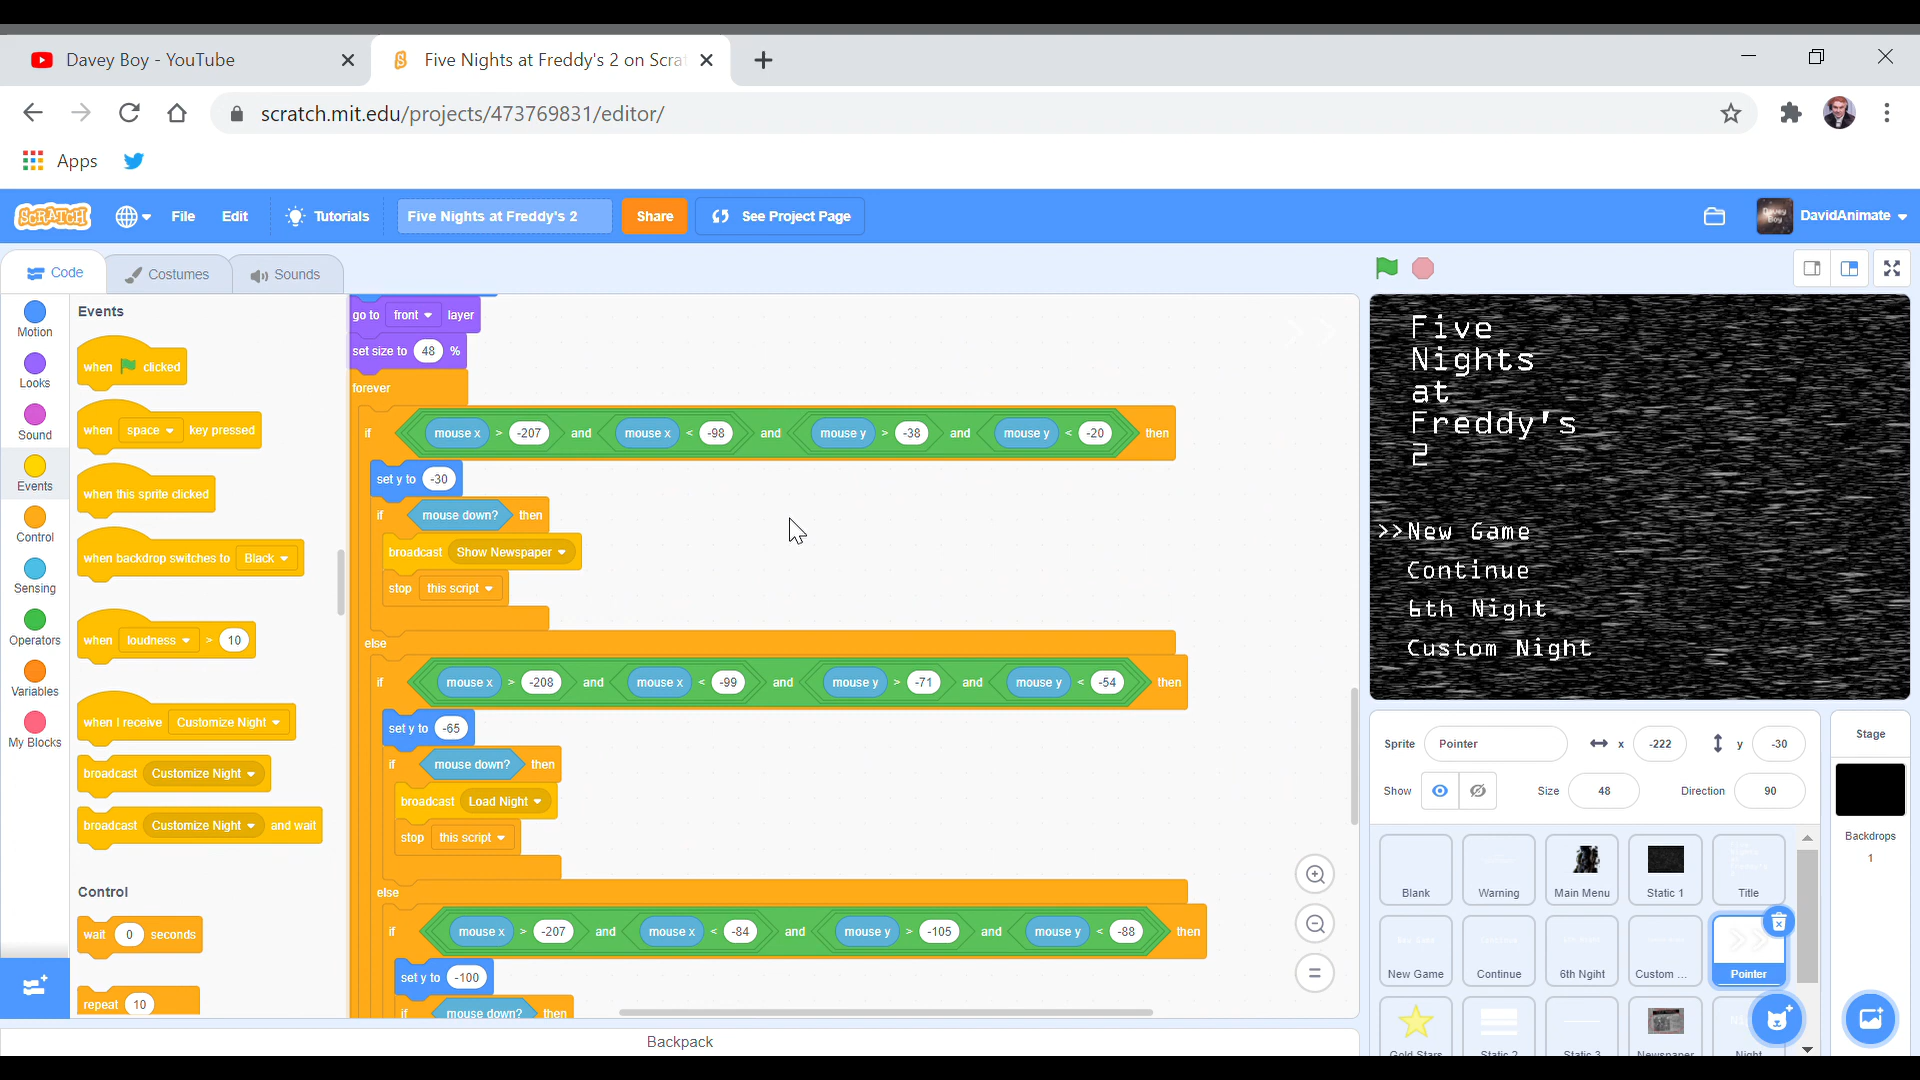 Davey Boy - YouTube
Five Nights at Freddy's 2 on Scra
scratch.mit.edu/projects/473769831/editor/
Apps
SCRATCH
File
Edit
Tutorials
Five Nights at Freddy's 2
Share
See Project Page
DavidAnimate
Code
Costumes
Sounds
Motion
Looks
Sound
Events
Control
Sensing
Operators
Variables
My Blocks
Events
when clicked
when space key pressed
when this sprite clicked
when backdrop switches to Black
when loudness > 10
when I receive Customize Night
broadcast Customize Night
broadcast Customize Night and wait
Control
wait 0 seconds
repeat 10
go to front layer
set size to 48 %
forever
if mouse x > -207 and mouse x < -98 and mouse y > -38 and mouse y < -20 then
set y to -30
if mouse down? then
broadcast Show Newspaper
stop this script
else
if mouse x > -208 and mouse x < -99 and mouse y > -71 and mouse y < -54 then
set y to -65
if mouse down? then
broadcast Load Night
stop this script
else
if mouse x > -207 and mouse x < -84 and mouse y > -105 and mouse y < -88 then
set y to -100
if mouse down? then
Backpack
Five
Nights
at
Freddy's
2
>>New Game
Continue
6th Night
Custom Night
Sprite Pointer x -222 y -30
Show Size 48 Direction 90
Stage
Backdrops
1
Blank
Warning
Main Menu
Static 1
Title
New Game
Continue
6th Ngiht
Custom ...
Pointer
Gold Stars
Static 2
Static 3
Newspaper
Night